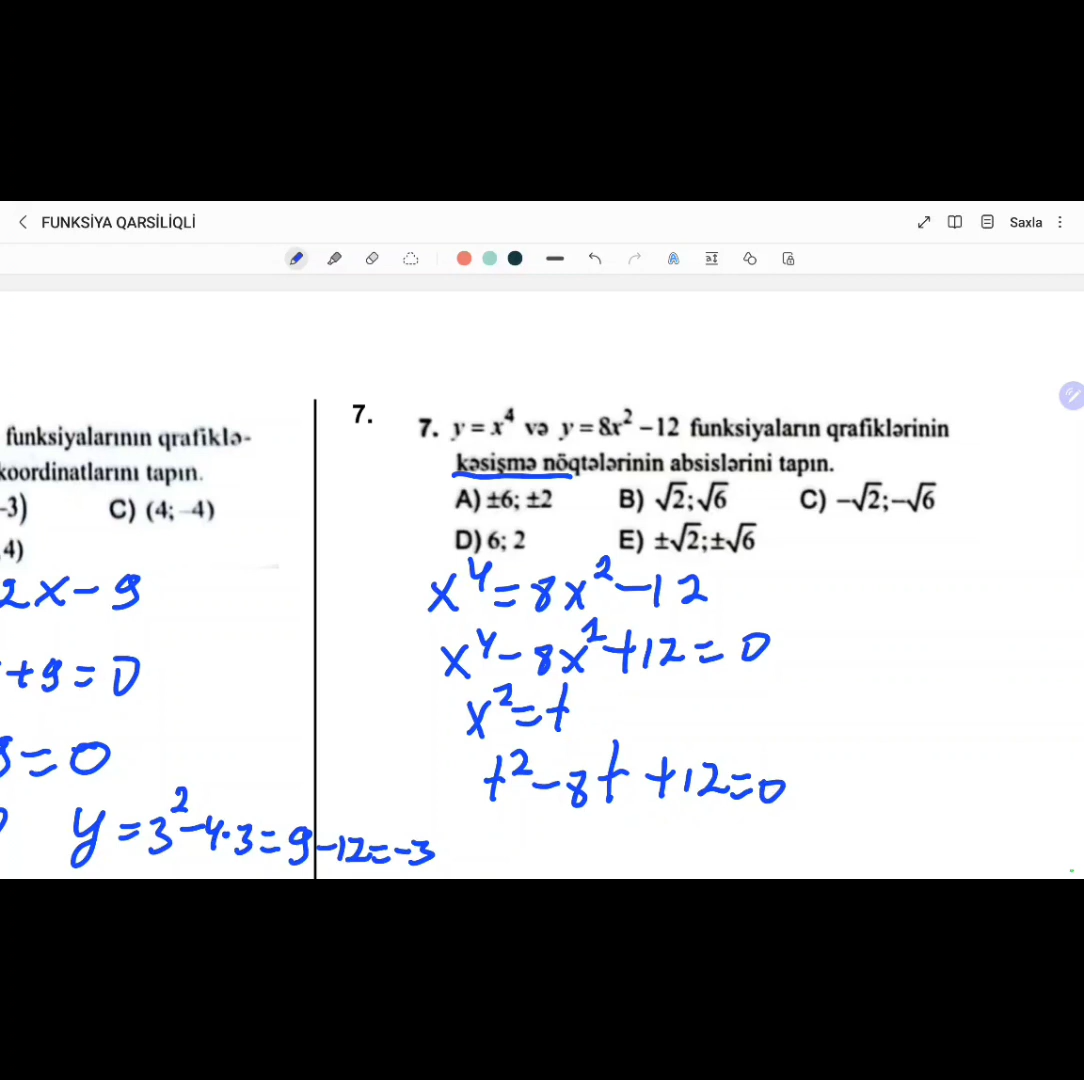 FUNKSİYA QARSİLİQLİ
Saxla
funksiyalarının qrafiklə-
koordinatlarını tapın.
-3) C) (4; -4)
4)
2x-9
+9=0
=0
y=3²-4·3=9-12=-3
7.
7. y = x⁴ və y = 8x² – 12 funksiyaların qrafiklərinin
kəsişmə nöqtələrinin absislərini tapın.
A) ±6; ±2 B) √2;√6 C) –√2;–√6
D) 6; 2 E) ±√2;±√6
x⁴=8x²-12
x⁴-8x²+12=0
x²=t
t²-8t+12=0